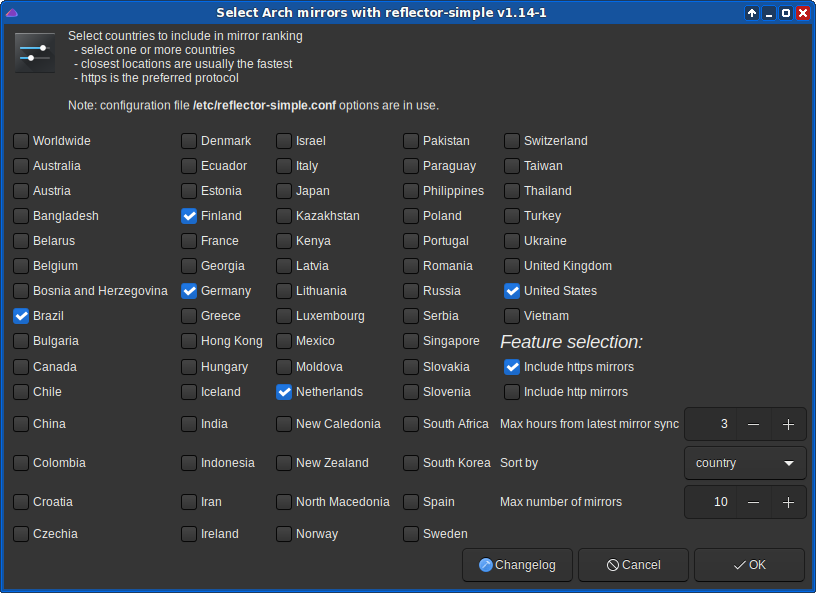 Select Arch mirrors with reflector-simple v1.14-1
Select countries to include in mirror ranking
- select one or more countries
- closest locations are usually the fastest
- https is the preferred protocol
Note: configuration file /etc/reflector-simple.conf options are in use.
Worldwide Denmark Israel Pakistan Switzerland
Australia Ecuador Italy Paraguay Taiwan
Austria Estonia Japan Philippines Thailand
Bangladesh Finland Kazakhstan Poland Turkey
Belarus France Kenya Portugal Ukraine
Belgium Georgia Latvia Romania United Kingdom
Bosnia and Herzegovina Germany Lithuania Russia United States
Brazil Greece Luxembourg Serbia Vietnam
Bulgaria Hong Kong Mexico Singapore Feature selection:
Canada Hungary Moldova Slovakia Include https mirrors
Chile Iceland Netherlands Slovenia Include http mirrors
China India New Caledonia South Africa Max hours from latest mirror sync 3
Colombia Indonesia New Zealand South Korea Sort by country
Croatia Iran North Macedonia Spain Max number of mirrors 10
Czechia Ireland Norway Sweden
Changelog Cancel OK